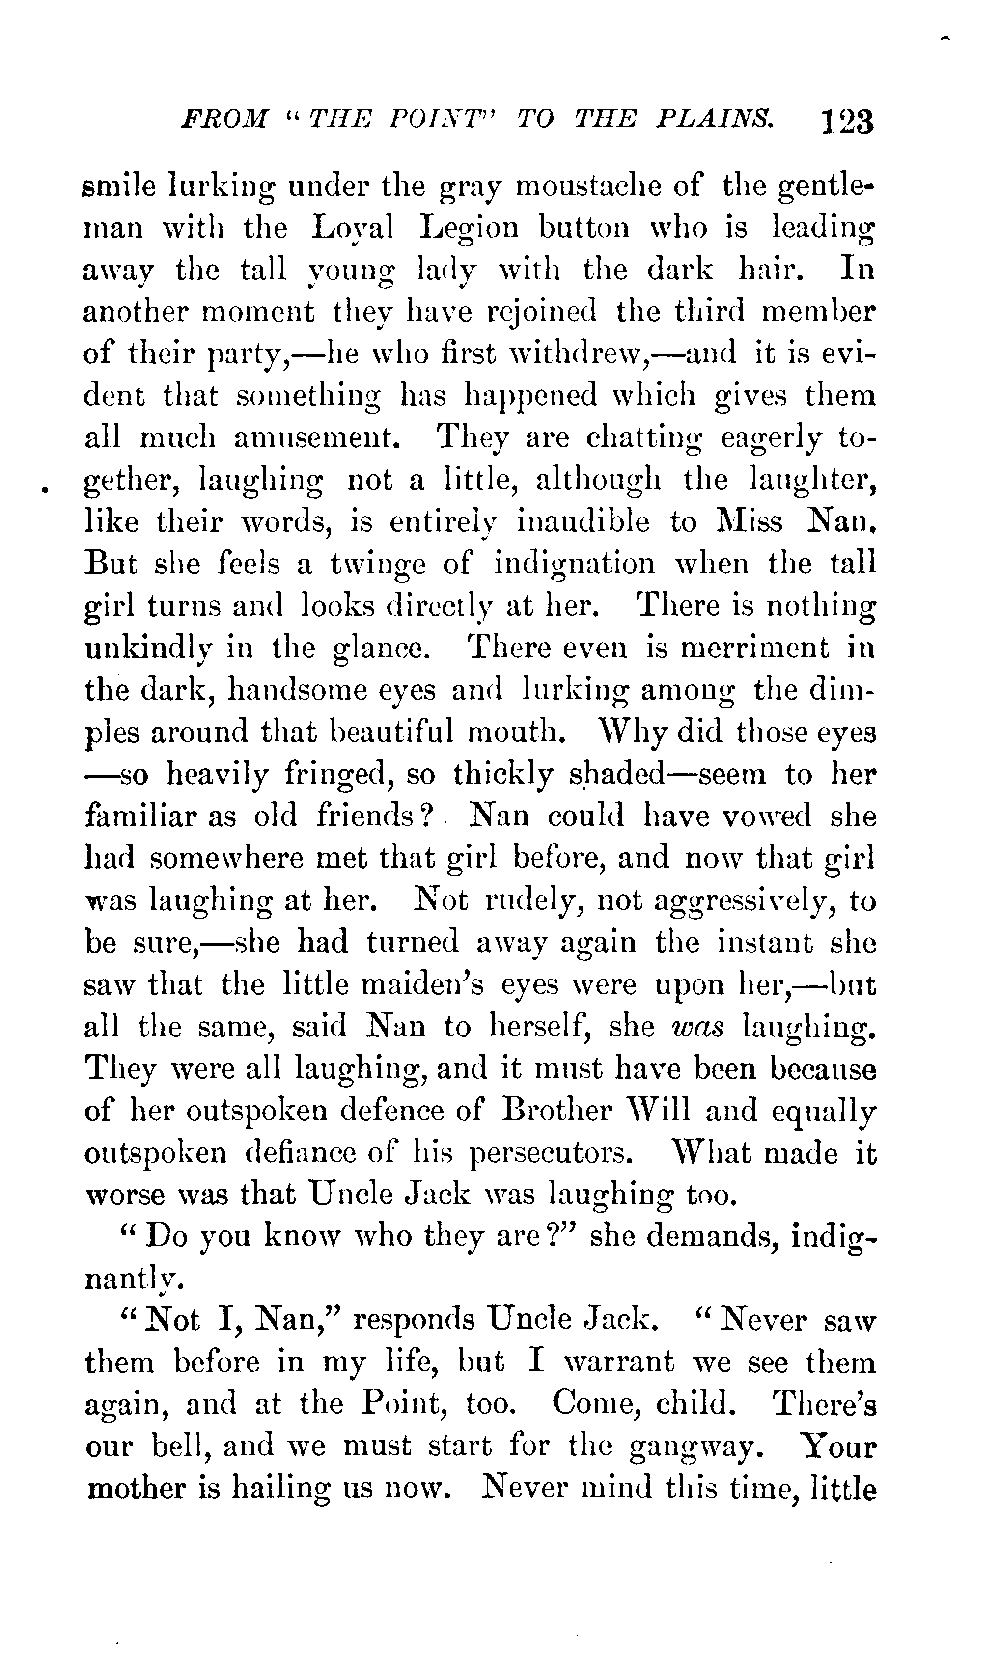 FROM "THE POINT" TO THE PLAINS. 123
smile lurking under the gray moustache of the gentle-
man with the Loyal Legion button who is leading
away the tall young lady with the dark hair. In
another moment they have rejoined the third member
of their party,—he who first withdrew,—and it is evi-
dent that something has happened which gives them
all much amusement. They are chatting eagerly to-
gether, laughing not a little, although the laughter,
like their words, is entirely inaudible to Miss Nan.
But she feels a twinge of indignation when the tall
girl turns and looks directly at her. There is nothing
unkindly in the glance. There even is merriment in
the dark, handsome eyes and lurking among the dim-
ples around that beautiful mouth. Why did those eyes
—so heavily fringed, so thickly shaded—seem to her
familiar as old friends? Nan could have vowed she
had somewhere met that girl before, and now that girl
was laughing at her. Not rudely, not aggressively, to
be sure,—she had turned away again the instant she
saw that the little maiden's eyes were upon her,—but
all the same, said Nan to herself, she was laughing.
They were all laughing, and it must have been because
of her outspoken defence of Brother Will and equally
outspoken defiance of his persecutors. What made it
worse was that Uncle Jack was laughing too.
"Do you know who they are?" she demands, indig-
nantly.
"Not I, Nan," responds Uncle Jack. "Never saw
them before in my life, but I warrant we see them
again, and at the Point, too. Come, child. There's
our bell, and we must start for the gangway. Your
mother is hailing us now. Never mind this time, little